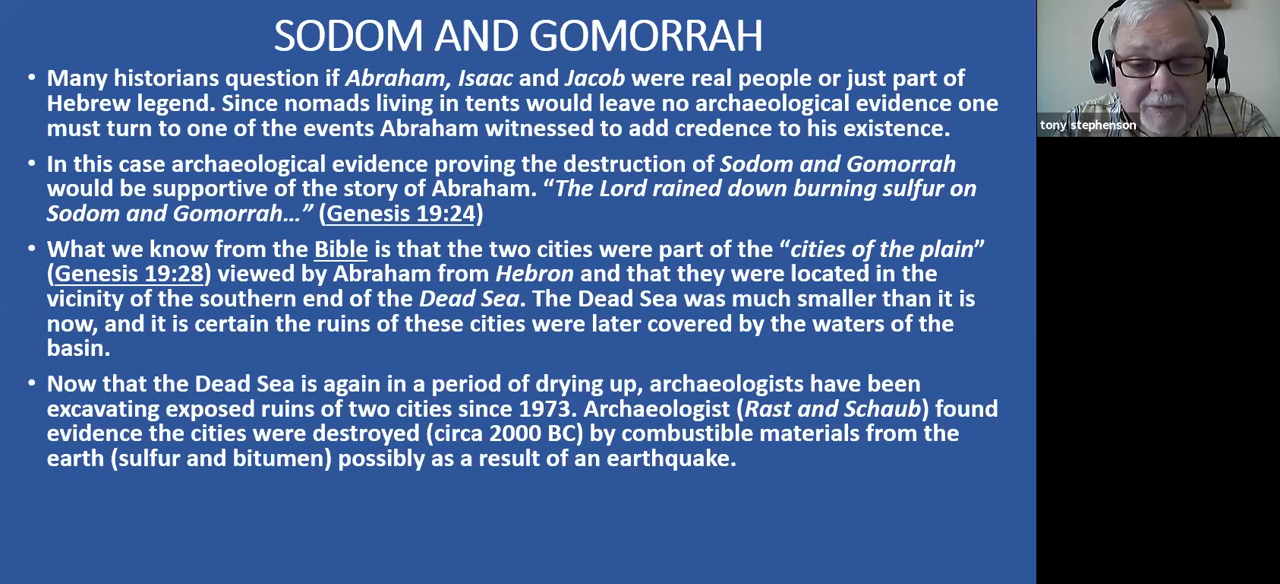 SODOM AND GOMORRAH
• Many historians question if Abraham, Isaac and Jacob were real people or just part of
Hebrew legend. Since nomads living in tents would leave no archaeological evidence one
must turn to one of the events Abraham witnessed to add credence to his existence.
• In this case archaeological evidence proving the destruction of Sodom and Gomorrah
would be supportive of the story of Abraham. “The Lord rained down burning sulfur on
Sodom and Gomorrah…” (Genesis 19:24)
• What we know from the Bible is that the two cities were part of the “cities of the plain”
(Genesis 19:28) viewed by Abraham from Hebron and that they were located in the
vicinity of the southern end of the Dead Sea. The Dead Sea was much smaller than it is
now, and it is certain the ruins of these cities were later covered by the waters of the
basin.
• Now that the Dead Sea is again in a period of drying up, archaeologists have been
excavating exposed ruins of two cities since 1973. Archaeologist (Rast and Schaub) found
evidence the cities were destroyed (circa 2000 BC) by combustible materials from the
earth (sulfur and bitumen) possibly as a result of an earthquake.
tony stephenson